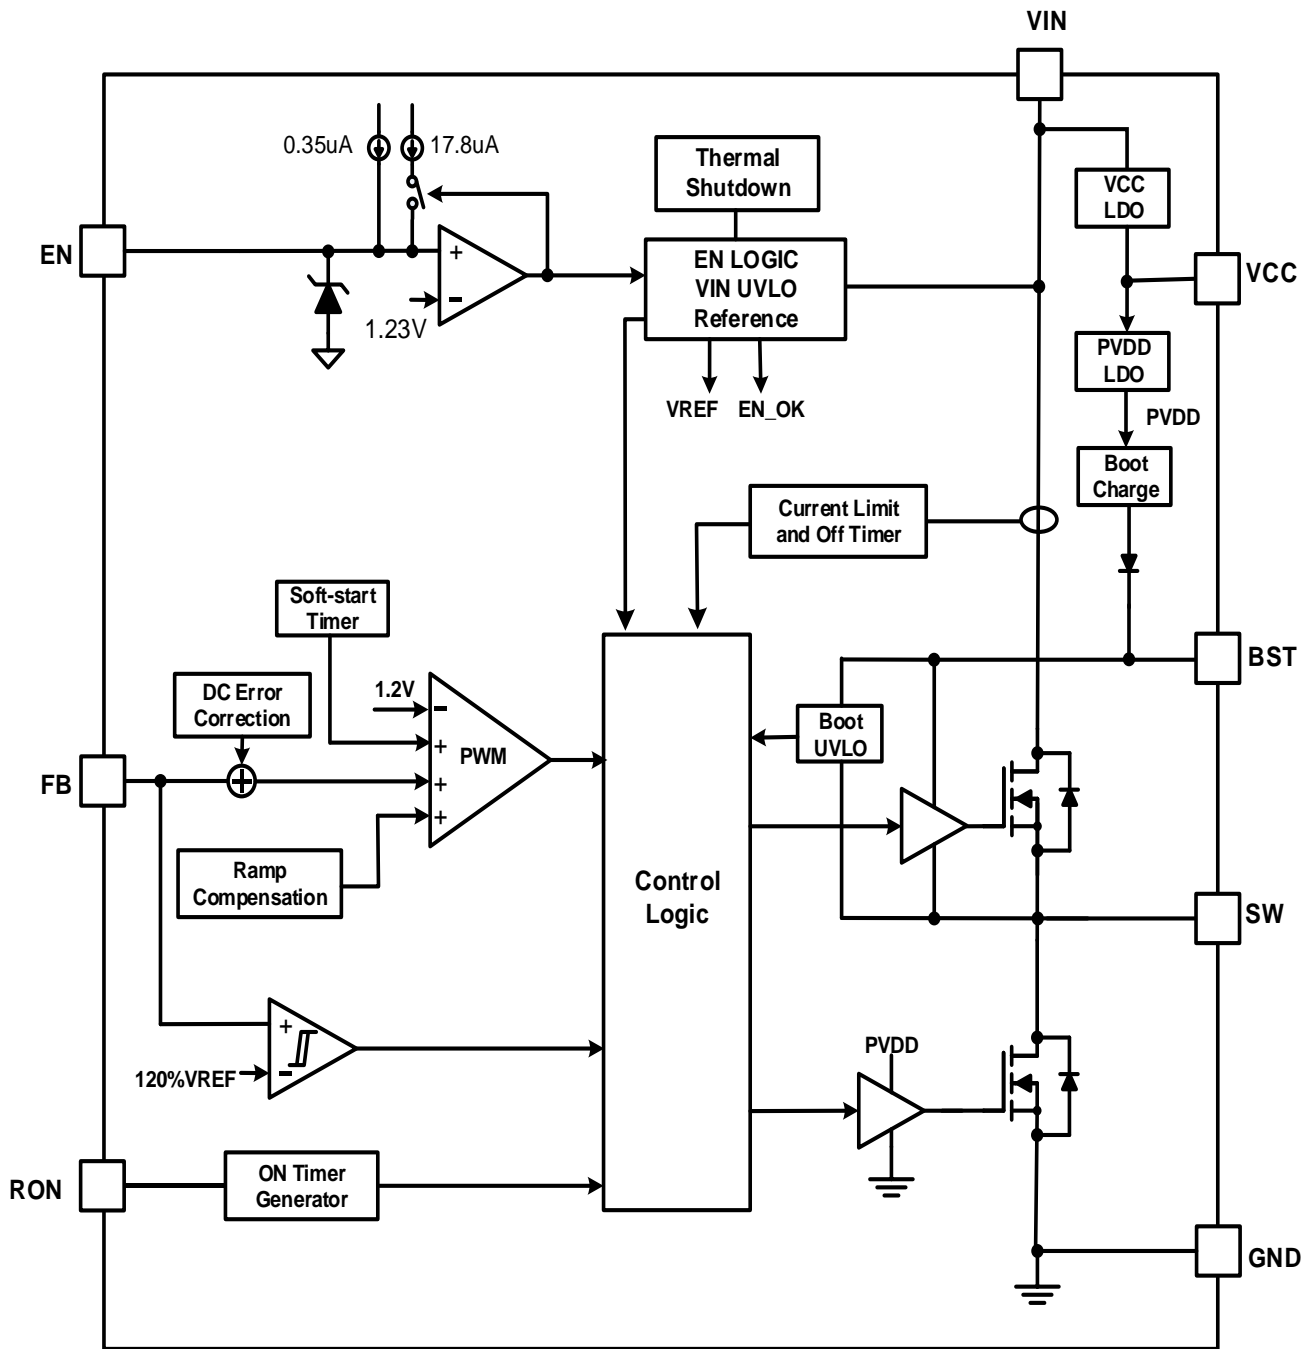 VIN
0.35uA
17.8uA
Thermal
Shutdown
VCC
LDO
EN
+
EN LOGIC
VIN UVLO
Reference
VCC
−
1.23V
PVDD
LDO
VREF
EN_OK
PVDD
Boot
Charge
Current Limit
and Off Timer
Soft-start
Timer
BST
DC Error
Correction
1.2V
−
Boot
UVLO
+
PWM
FB
+
+
Ramp
Compensation
Control
Logic
SW
+
PVDD
120%VREF
−
RON
ON Timer
Generator
GND